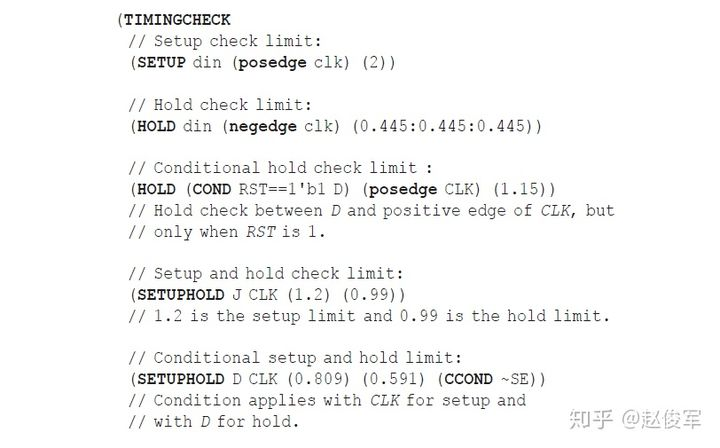 (TIMINGCHECK
// Setup check limit:
(SETUP din (posedge clk) (2))
// Hold check limit:
(HOLD din (negedge clk) (0.445:0.445:0.445))
// Conditional hold check limit :
(HOLD (COND RST==1'b1 D) (posedge CLK) (1.15))
// Hold check between D and positive edge of CLK, but
// only when RST is 1.
// Setup and hold check limit:
(SETUPHOLD J CLK (1.2) (0.99))
// 1.2 is the setup limit and 0.99 is the hold limit.
// Conditional setup and hold limit:
(SETUPHOLD D CLK (0.809) (0.591) (CCOND ~SE))
// Condition applies with CLK for setup and
// with D for hold.
知乎 @赵俊军